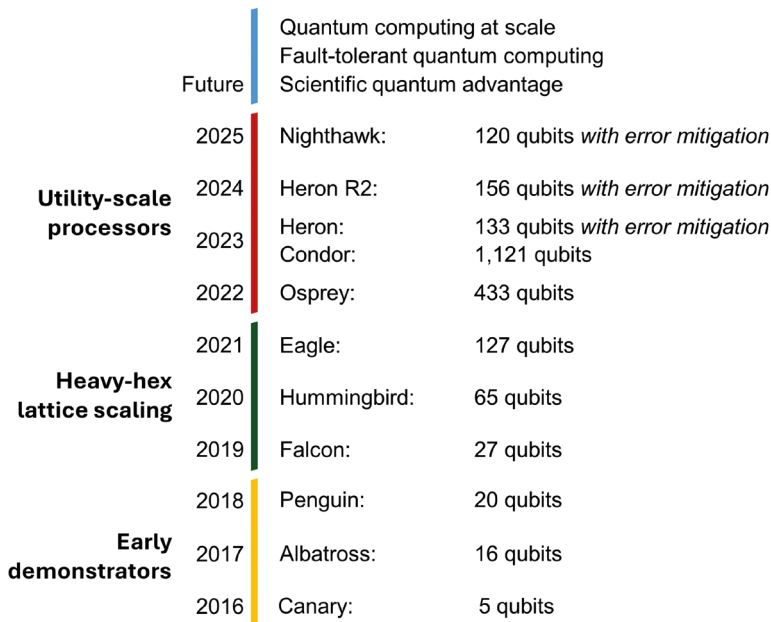 Quantum computing at scale
Fault-tolerant quantum computing
Future Scientific quantum advantage
2025 Nighthawk: 120 qubits with error migitation
Utility-scale
processors
2024 Heron R2: 156 qubits with error migitation
2023 Heron: 133 qubits with error migitation
Condor: 1,121 qubits
2022 Osprey: 433 qubits
Heavy-hex
lattice scaling
2021 Eagle: 127 qubits
2020 Hummingbird: 65 qubits
2019 Falcon: 27 qubits
Early
demonstrators
2018 Penguin: 20 qubits
2017 Albatross: 16 qubits
2016 Canary: 5 qubits